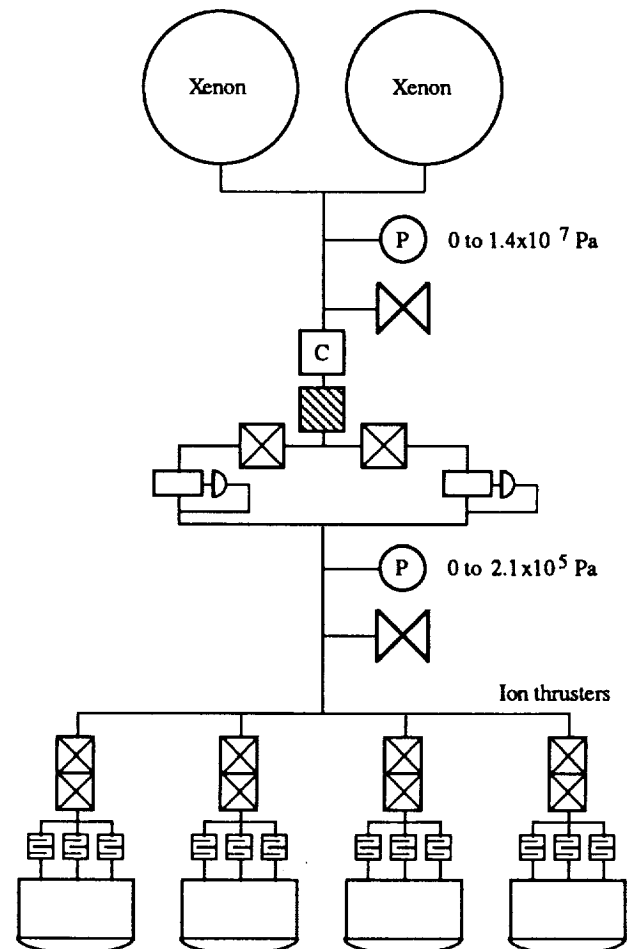 Xenon Xenon
P 0 to 1.4x10 7 Pa
C
P 0 to 2.1x10 5 Pa
Ion thrusters